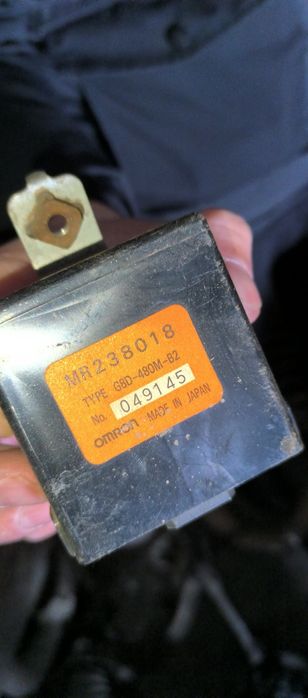 MR238018
TYPE G8D-480M-B2
No. 049145
OMRON MADE IN JAPAN